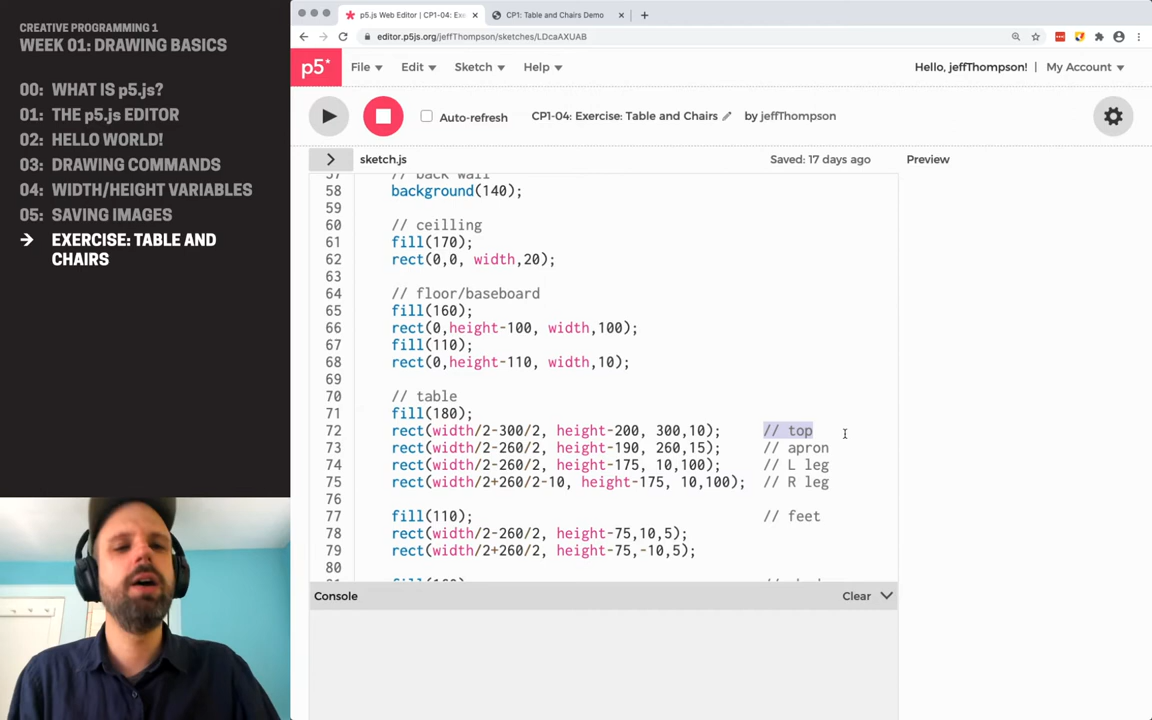 CREATIVE PROGRAMMING 1
WEEK 01: DRAWING BASICS
00: WHAT IS p5.js?
01: THE p5.js EDITOR
02: HELLO WORLD!
03: DRAWING COMMANDS
04: WIDTH/HEIGHT VARIABLES
05: SAVING IMAGES
→ EXERCISE: TABLE AND
CHAIRS
p5.js Web Editor | CP1-04: Exe
CP1: Table and Chairs Demo
editor.p5js.org/jeffThompson/sketches/LDcaAXUAB
p5* File Edit Sketch Help Hello, jeffThompson! My Account
Auto-refresh CP1-04: Exercise: Table and Chairs by jeffThompson
> sketch.js Saved: 17 days ago Preview
57 // back wall
58 background(140);
59
60 // ceilling
61 fill(170);
62 rect(0,0, width,20);
63
64 // floor/baseboard
65 fill(160);
66 rect(0,height-100, width,100);
67 fill(110);
68 rect(0,height-110, width,10);
69
70 // table
71 fill(180);
72 rect(width/2-300/2, height-200, 300,10); // top
73 rect(width/2-260/2, height-190, 260,15); // apron
74 rect(width/2-260/2, height-175, 10,100); // L leg
75 rect(width/2+260/2-10, height-175, 10,100); // R leg
76
77 fill(110); // feet
78 rect(width/2-260/2, height-75,10,5);
79 rect(width/2+260/2, height-75,-10,5);
80
Console Clear